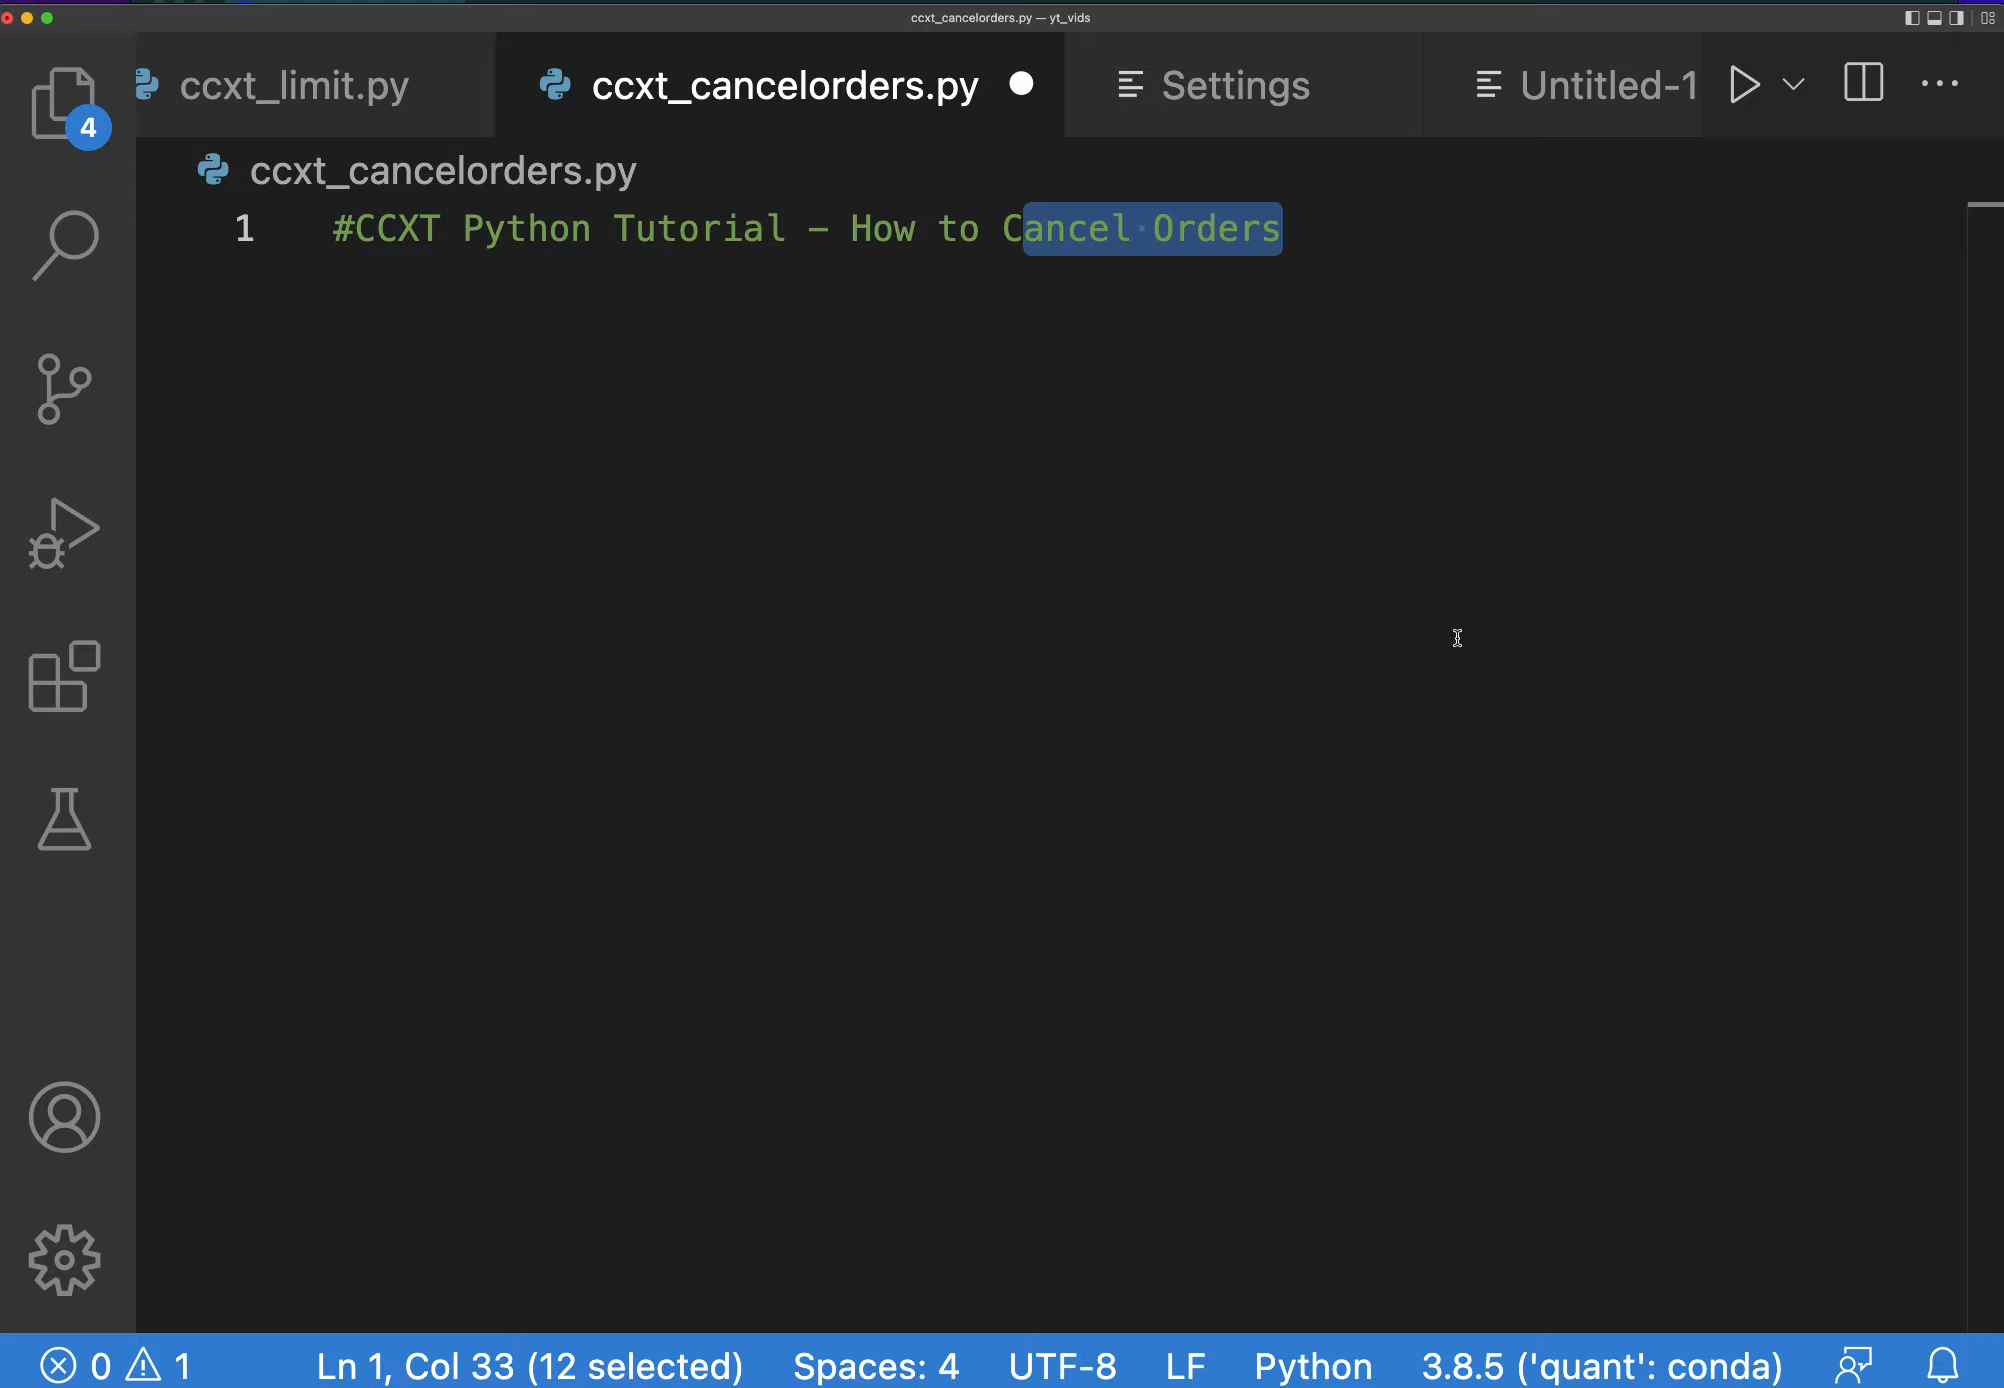 ccxt_cancelorders.py — yt_vids
4
ccxt_limit.py
ccxt_cancelorders.py
Settings
Untitled-1
ccxt_cancelorders.py
1 #CCXT Python Tutorial - How to Cancel Orders
0 1 Ln 1, Col 33 (12 selected) Spaces: 4 UTF-8 LF Python 3.8.5 ('quant': conda)